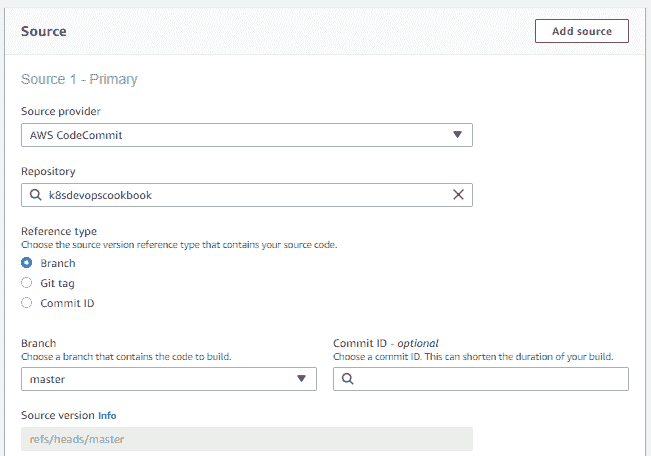 Source
Add source
Source 1 - Primary
Source provider
AWS CodeCommit
Repository
k8sdevopscookbook
Reference type
Choose the source version reference type that contains your source code.
Branch
Git tag
Commit ID
Branch
Choose a branch that contains the code to build.
master
Commit ID - optional
Choose a commit ID. This can shorten the duration of your build.
Source version Info
refs/heads/master